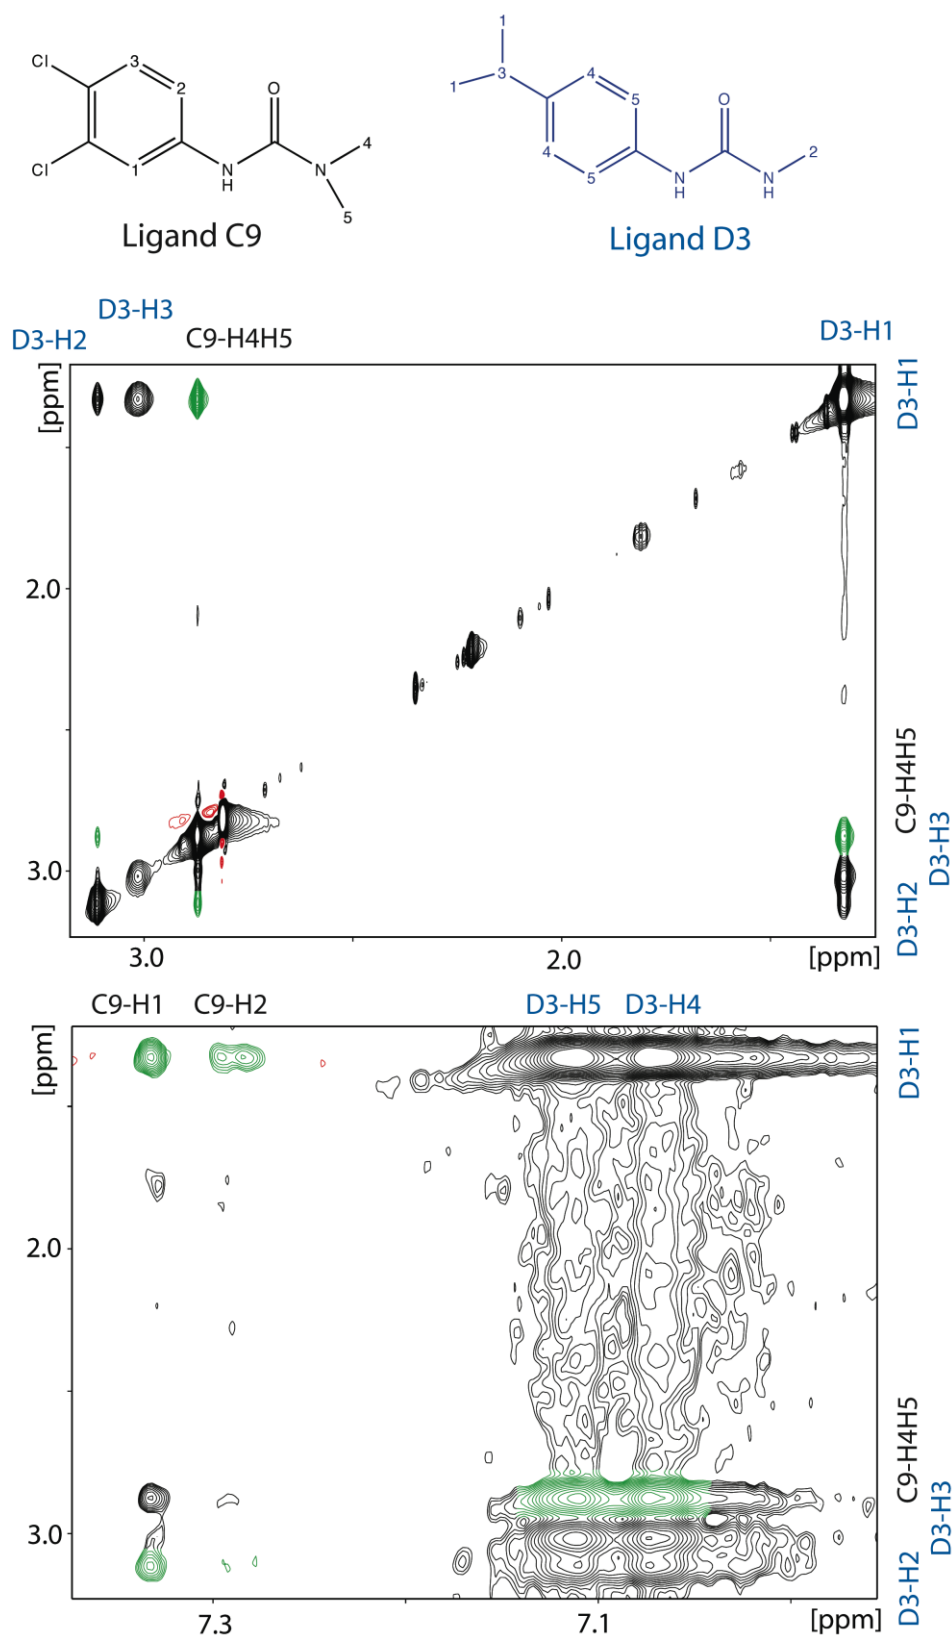 Cl
3
2
O
Cl
1
N
H
N
4
5
Ligand C9
1
1
3
4
5
O
4
5
N
H
N
H
2
Ligand D3
D3-H3
D3-H2
C9-H4H5
D3-H1
[ppm]
D3-H1
2.0
3.0
C9-H4H5
D3-H3
D3-H2
3.0
2.0
[ppm]
C9-H1
C9-H2
D3-H5
D3-H4
[ppm]
D3-H1
2.0
3.0
C9-H4H5
D3-H3
D3-H2
7.3
7.1
[ppm]